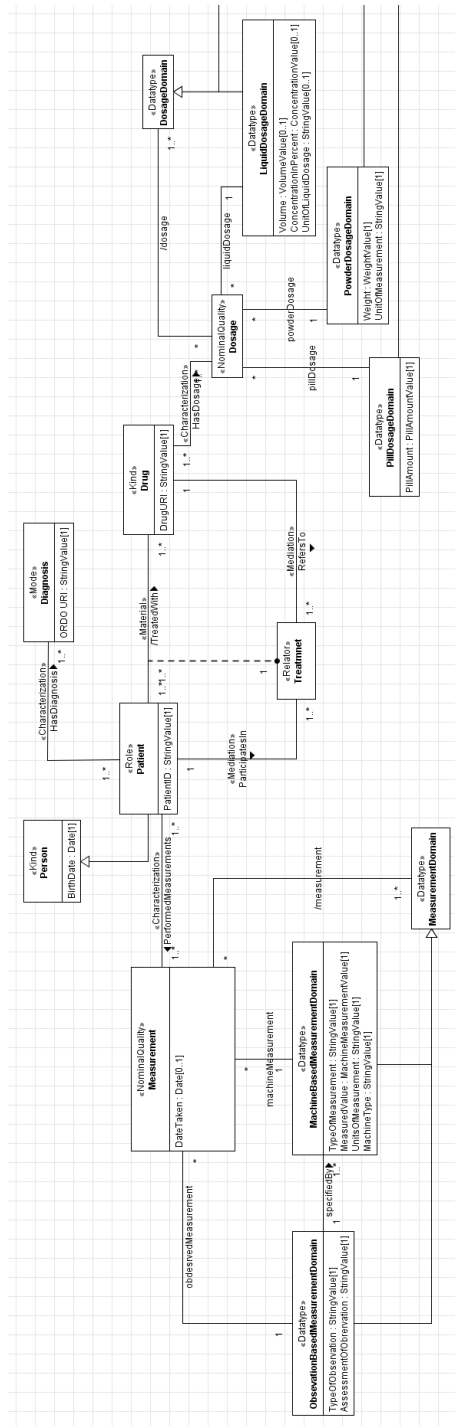 «Kind»
Person
BirthDate : Date[1]
«Mode»
Diagnosis
ORDO URI : StringValue[1]
«Characterization»
HasDiagnosis
1..*
1..*
«NominalQuality»
Measurement
DateTaken : Date[0..1]
«Characterization»
PerformedMeasurements
1..*
1..*
«Role»
Patient
PatientID : StringValue[1]
«Material»
/TreatedWith
1..*
1..*
1
«Kind»
Drug
DrugURI : StringValue[1]
«Characterization»
HasDosage
1..*
«NominalQuality»
Dosage
/dosage
*
1..*
«Datatype»
DosageDomain
liquidDosage
*
1
«Datatype»
LiquidDosageDomain
Volume : VolumeValue[0..1]
ConcentrationInPercent : ConcentrationValue[0..1]
UnitOfLiquidDosage : StringValue[0..1]
powderDosage
*
1
«Datatype»
PowderDosageDomain
Weight : WeightValue[1]
UnitOfMeasurement : StringValue[1]
pillDosage
*
1
«Datatype»
PillDosageDomain
PillAmount : PillAmountValue[1]
«Mediation»
ParticipatesIn
1
1..*
«Relator»
Treatmnet
«Mediation»
RefersTo
1
1..*
obdesrvedMeasurement
*
1
machineMeasurement
*
1
/measurement
*
1..*
«Datatype»
ObsevationBasedMeasurementDomain
TypeOfObservation : StringValue[1]
AssessmentOfObrervation : StringValue[1]
specifiedBy
1
1..*
«Datatype»
MachineBasedMeasurementDomain
TypeOfMeasurement : StringValue[1]
MeasuredValue : MachineMeasurementValue[1]
UnitsOfMeasurement : StringValue[1]
MachineType : StringValue[1]
«Datatype»
MeasurementDomain